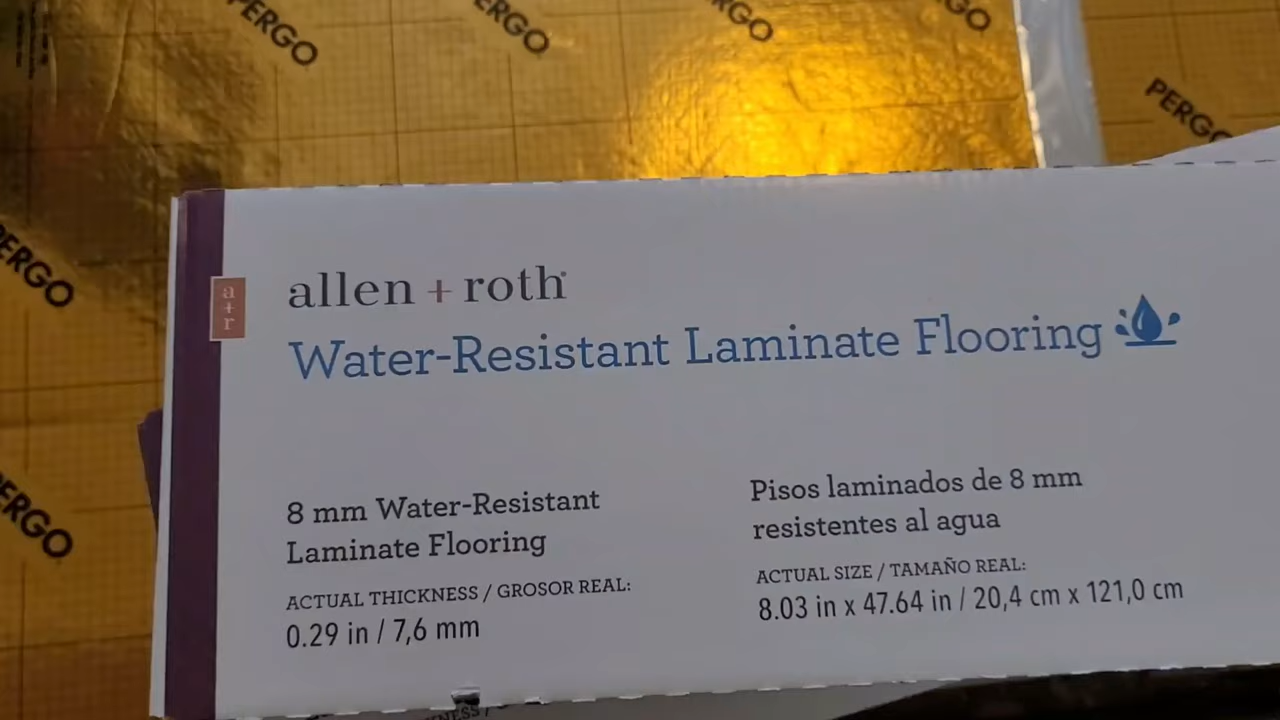 PERGO
PERGO
PERGO
PERGO
PERGO
PERGO
PERGO
a+r
allen + roth
Water-Resistant Laminate Flooring
8 mm Water-Resistant
Laminate Flooring
ACTUAL THICKNESS / GROSOR REAL:
0.29 in / 7,6 mm
Pisos laminados de 8 mm
resistentes al agua
ACTUAL SIZE / TAMAÑO REAL:
8.03 in x 47.64 in / 20,4 cm x 121,0 cm